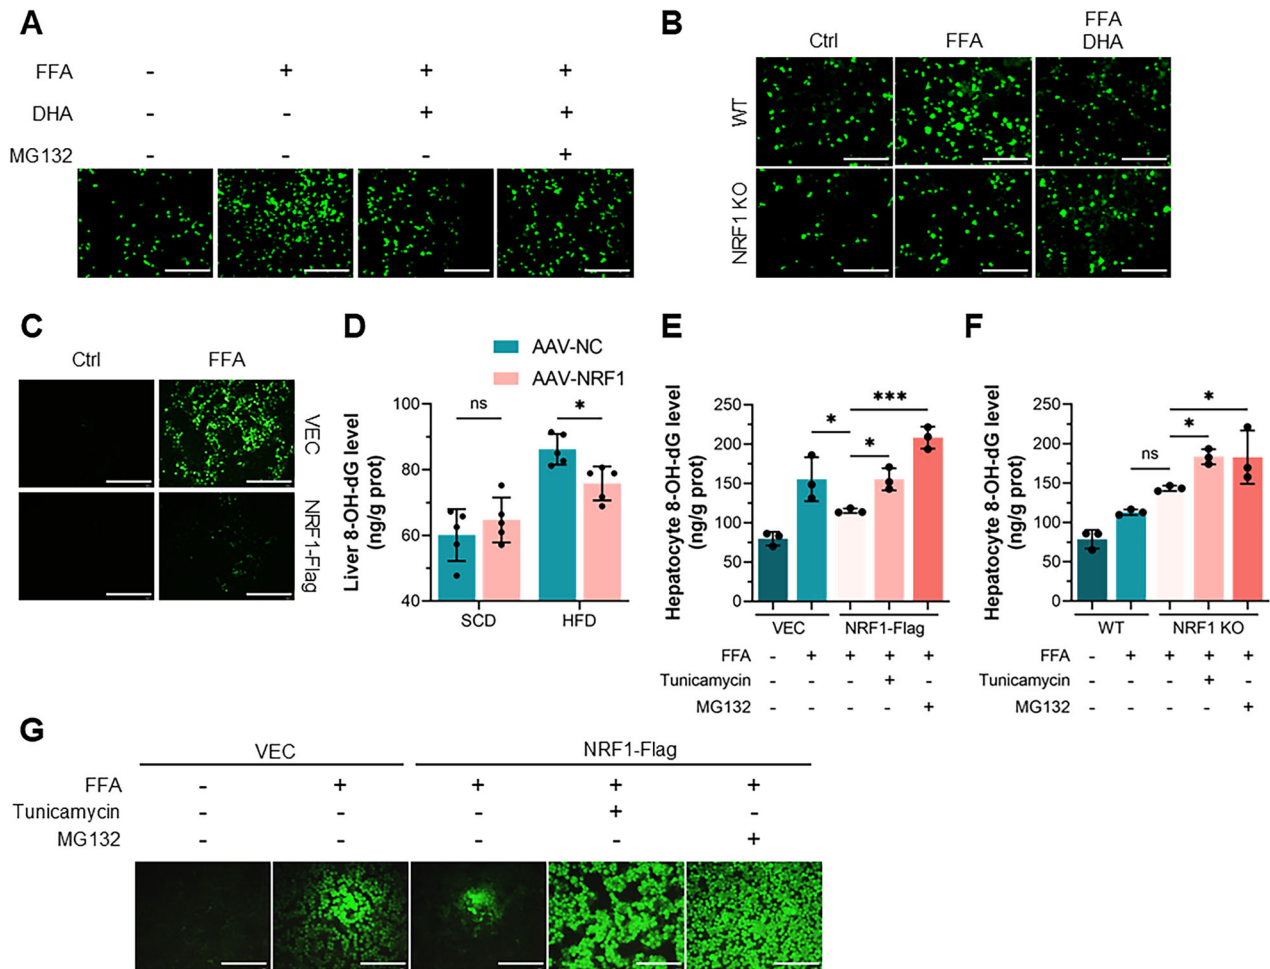 A
FFA - + + +
DHA - - + +
MG132 - - - +
B
Ctrl FFA FFA DHA
WT
NRF1 KO
C
Ctrl FFA
VEC
NRF1-Flag
D
AAV-NC
AAV-NRF1
Liver 8-OH-dG level
(ng/g prot)
100
80
60
40
ns *
SCD HFD
E
Hepatocyte 8-OH-dG level
(ng/g prot)
250
200
150
100
50
0
***
* *
VEC NRF1-Flag
FFA - + + + +
Tunicamycin - - - + -
MG132 - - - - +
F
Hepatocyte 8-OH-dG level
(ng/g prot)
250
200
150
100
50
0
*
ns *
WT NRF1 KO
FFA - + + + +
Tunicamycin - - - + -
MG132 - - - - +
G
VEC NRF1-Flag
FFA - + + + +
Tunicamycin - - - + -
MG132 - - - - +